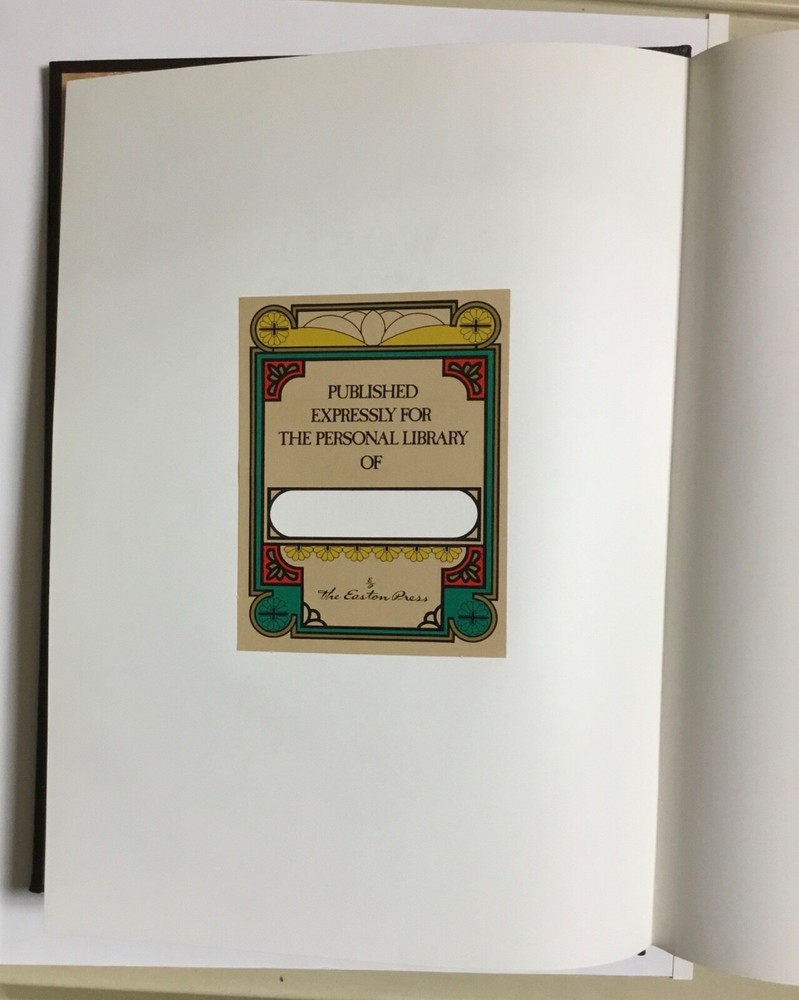 PUBLISHED
EXPRESSLY FOR
THE PERSONAL LIBRARY
OF
The Easton Press